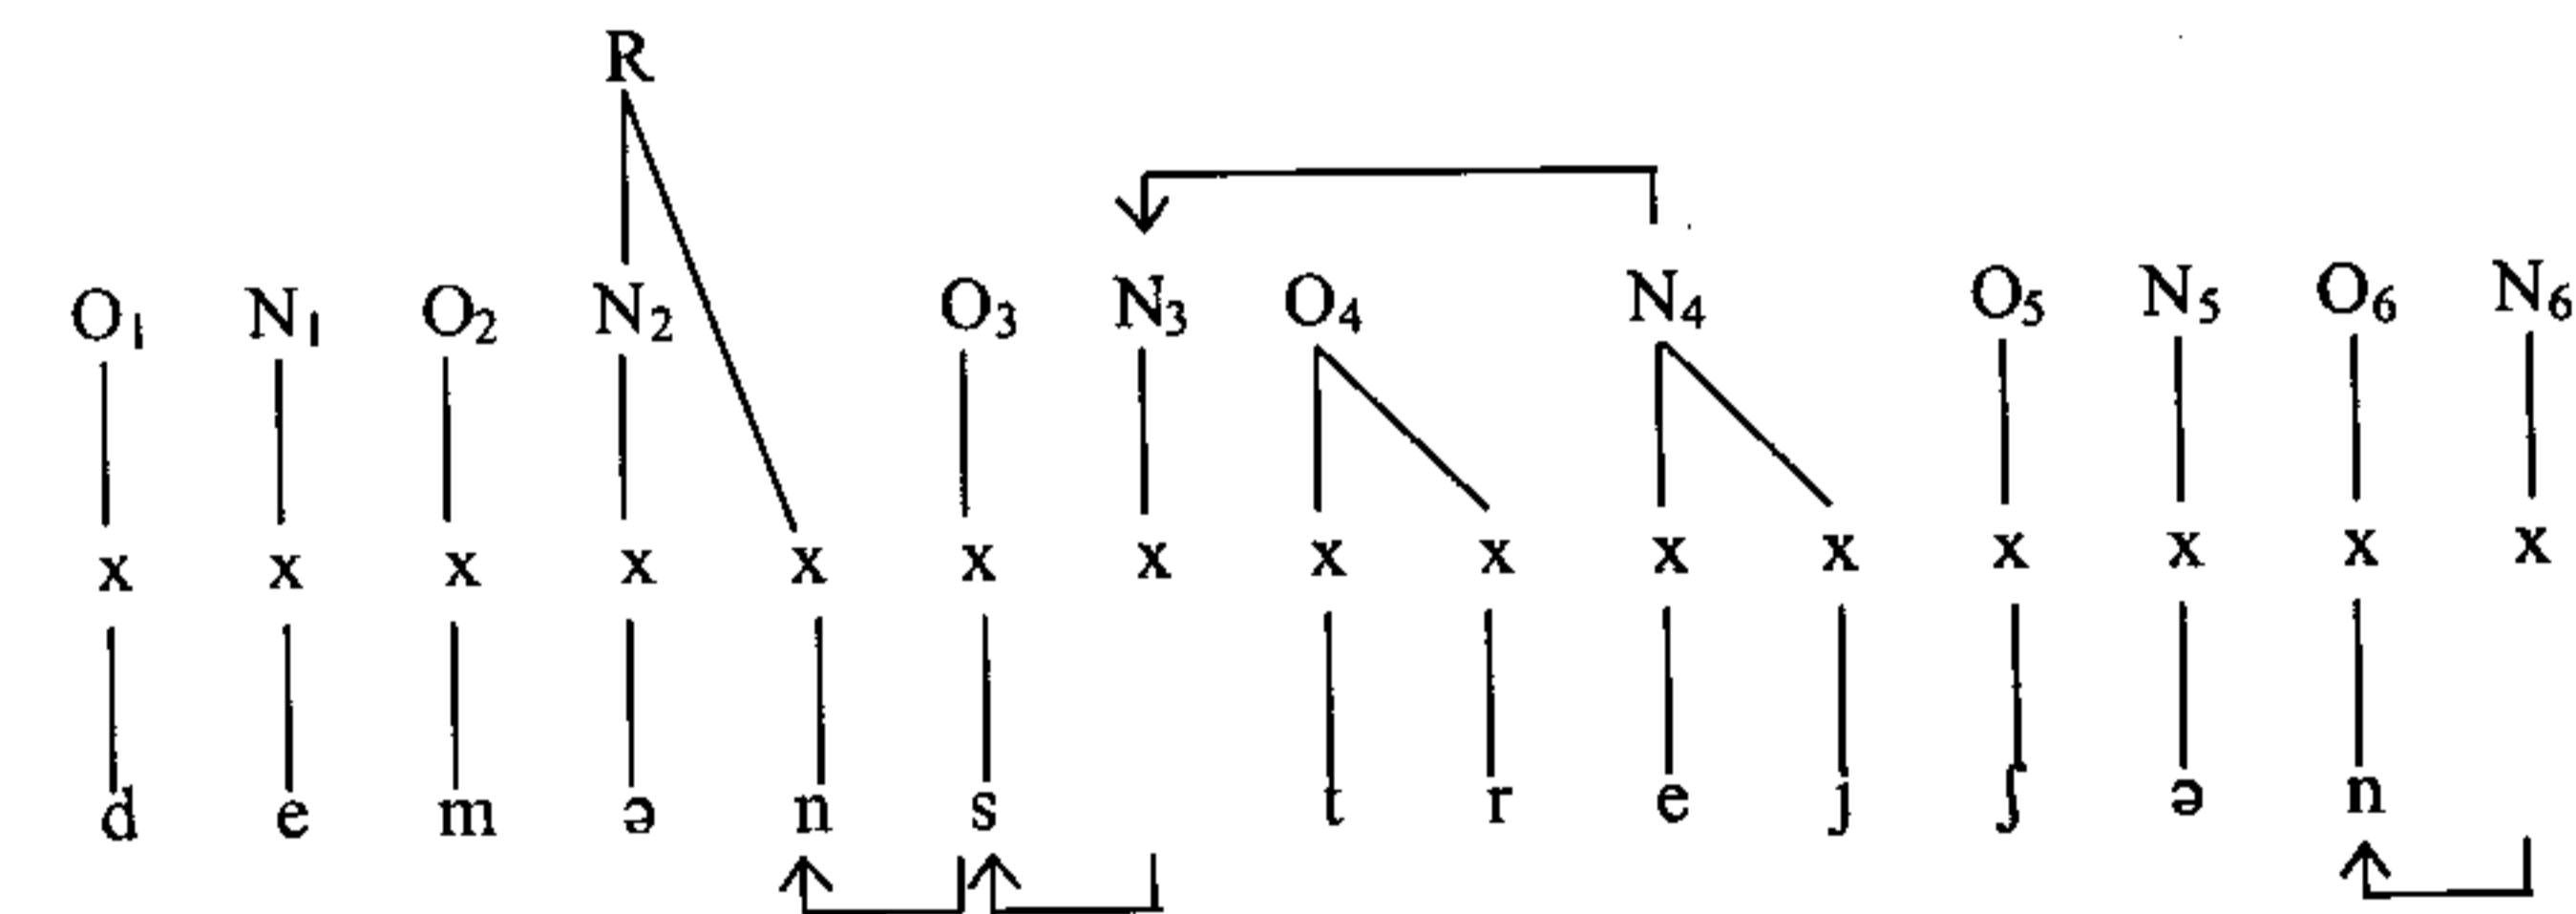 R
O₁ N₁ O₂ N₂ O₃ N₃ O₄ N₄ O₅ N₅ O₆ N₆
x x x x x x x x x x x x x x x
d e m ə n s t r e j ʃ ə n